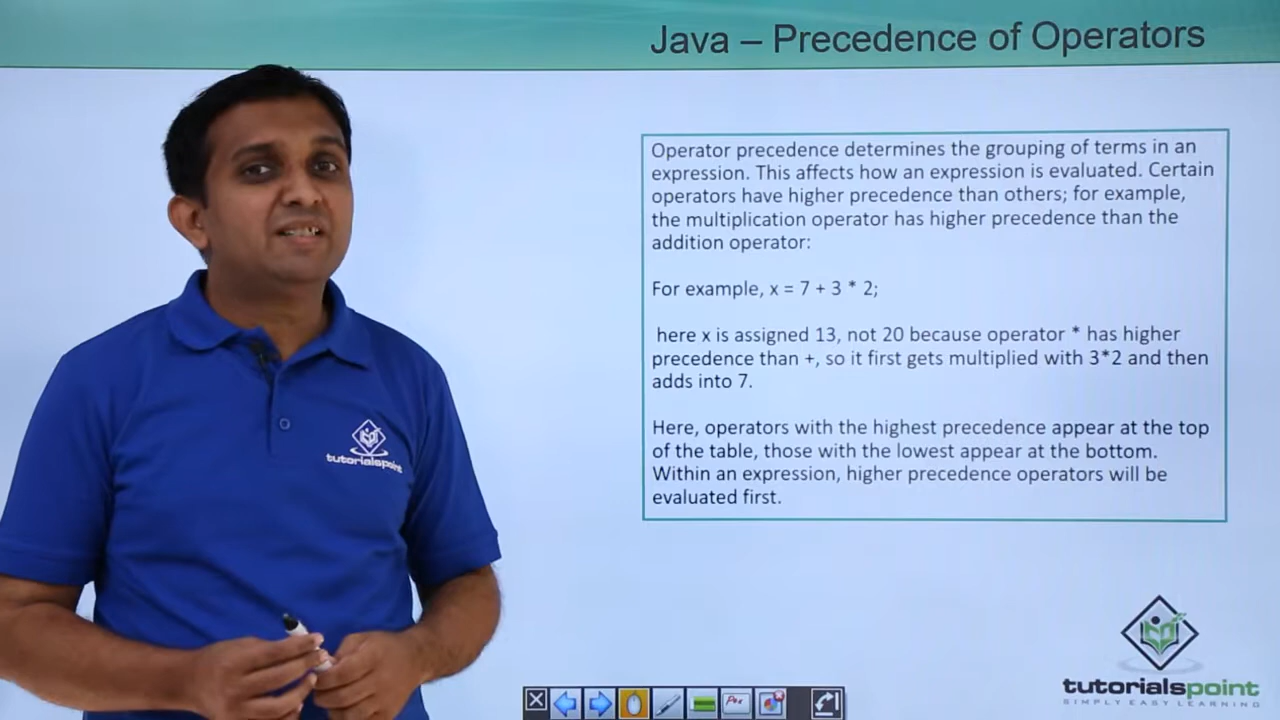 Java – Precedence of Operators
Operator precedence determines the grouping of terms in an
expression. This affects how an expression is evaluated. Certain
operators have higher precedence than others; for example,
the multiplication operator has higher precedence than the
addition operator:
For example, x = 7 + 3 * 2;
here x is assigned 13, not 20 because operator * has higher
precedence than +, so it first gets multiplied with 3*2 and then
adds into 7.
Here, operators with the highest precedence appear at the top
of the table, those with the lowest appear at the bottom.
Within an expression, higher precedence operators will be
evaluated first.
tutorialspoint
tutorialspoint
SIMPLY EASY LEARNING